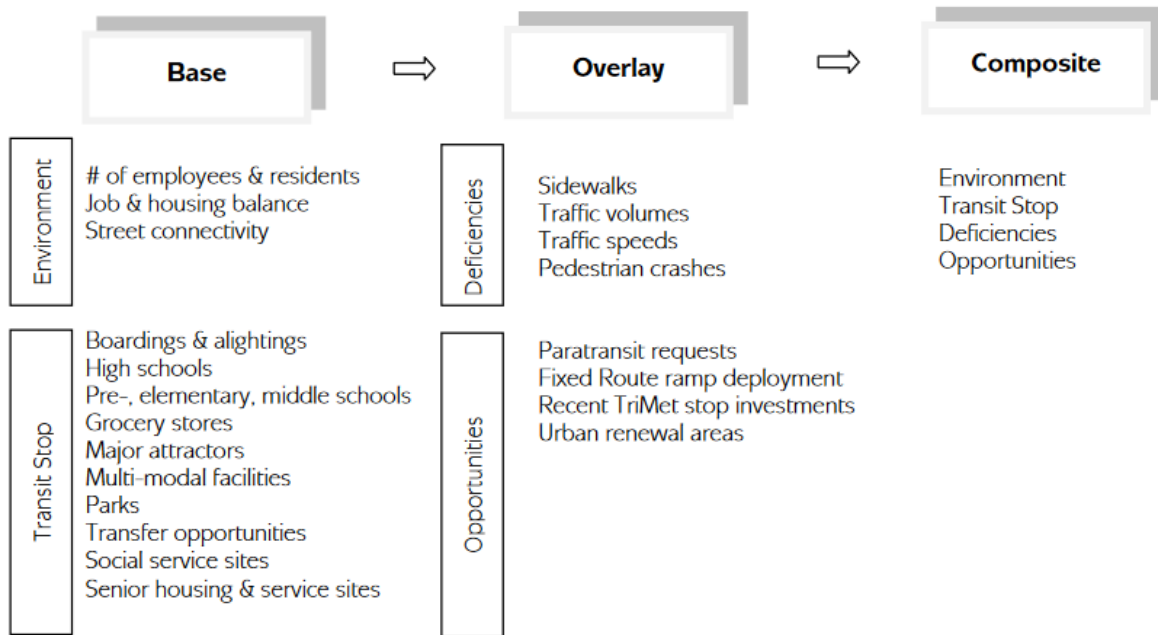 Base
Overlay
Composite
Environment
# of employees & residents
Job & housing balance
Street connectivity
Deficiencies
Sidewalks
Traffic volumes
Traffic speeds
Pedestrian crashes
Environment
Transit Stop
Deficiencies
Opportunities
Transit Stop
Boardings & alightings
High schools
Pre-, elementary, middle schools
Grocery stores
Major attractors
Multi-modal facilities
Parks
Transfer opportunities
Social service sites
Senior housing & service sites
Opportunities
Paratransit requests
Fixed Route ramp deployment
Recent TriMet stop investments
Urban renewal areas